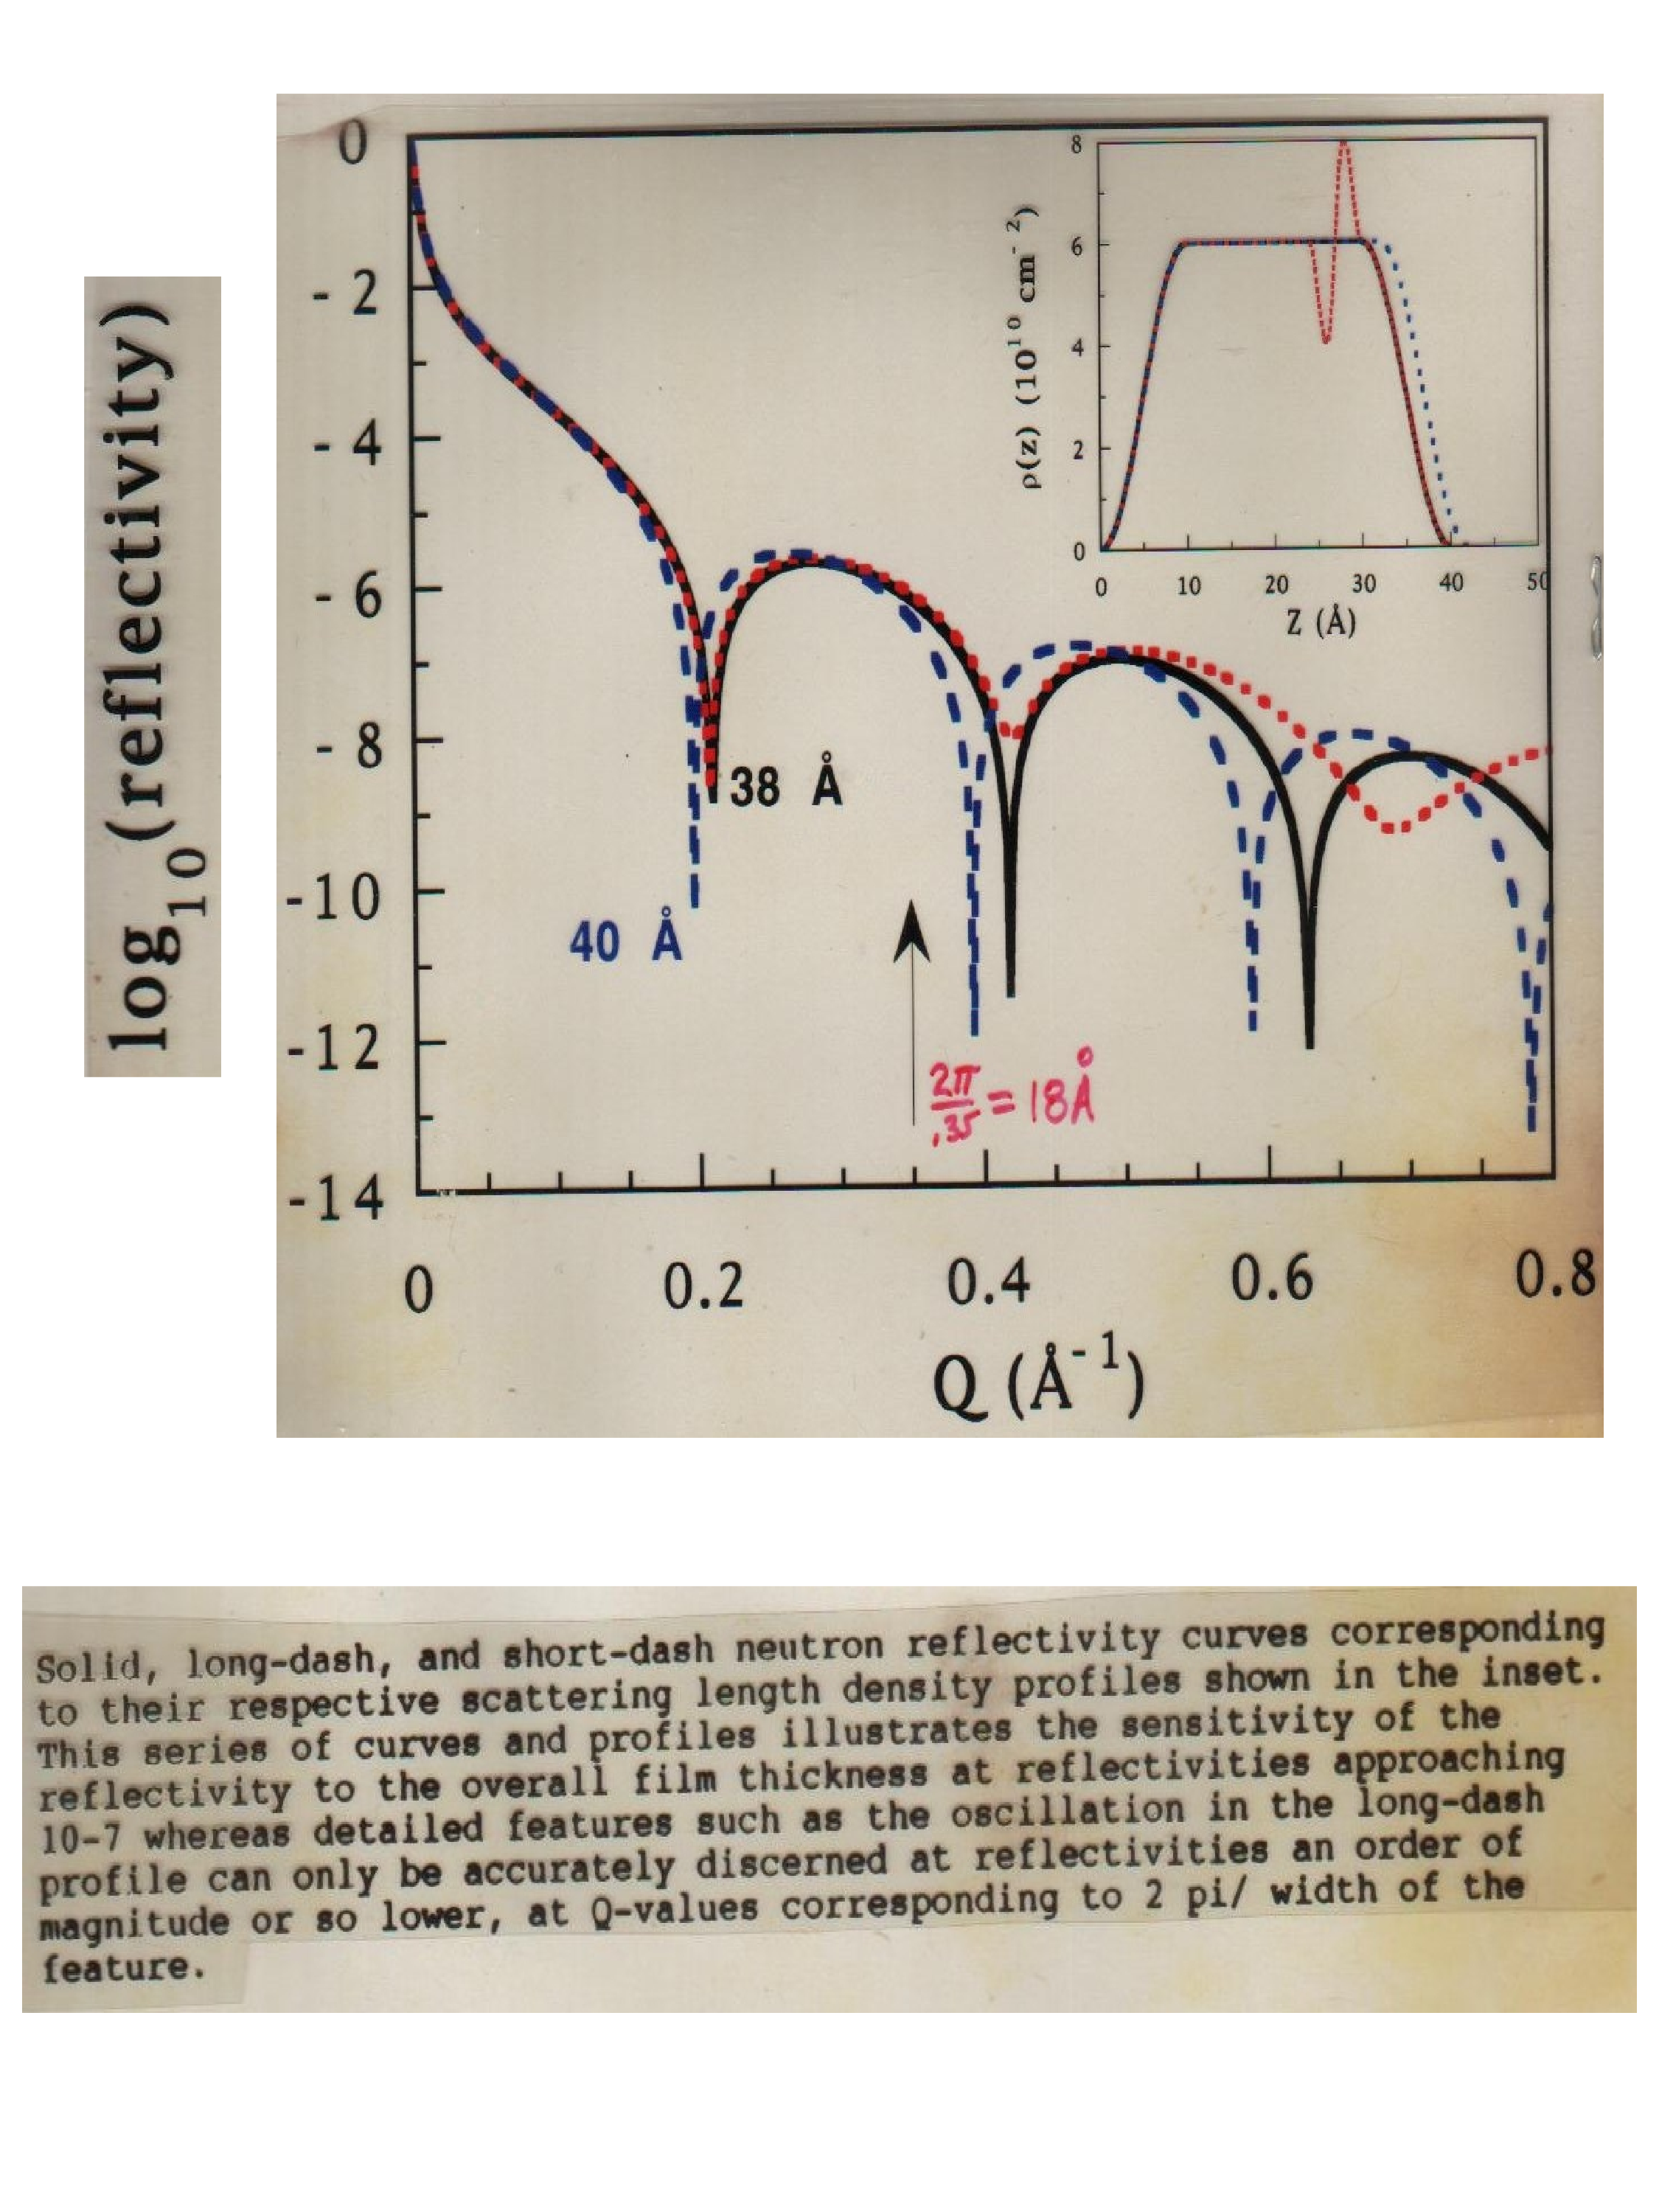 log10(reflectivity)
0
-2
-4
-6
-8
-10
-12
-14
0 0.2 0.4 0.6 0.8
Q (Å-1)
38 Å
40 Å
2π/.35 = 18Å
8
6
4
2
0
ρ(z) (1010 cm-2)
0 10 20 30 40 50
Z (Å)
Solid, long-dash, and short-dash neutron reflectivity curves corresponding
to their respective scattering length density profiles shown in the inset.
This series of curves and profiles illustrates the sensitivity of the
reflectivity to the overall film thickness at reflectivities approaching
10-7 whereas detailed features such as the oscillation in the long-dash
profile can only be accurately discerned at reflectivities an order of
magnitude or so lower, at Q-values corresponding to 2 pi/ width of the
feature.